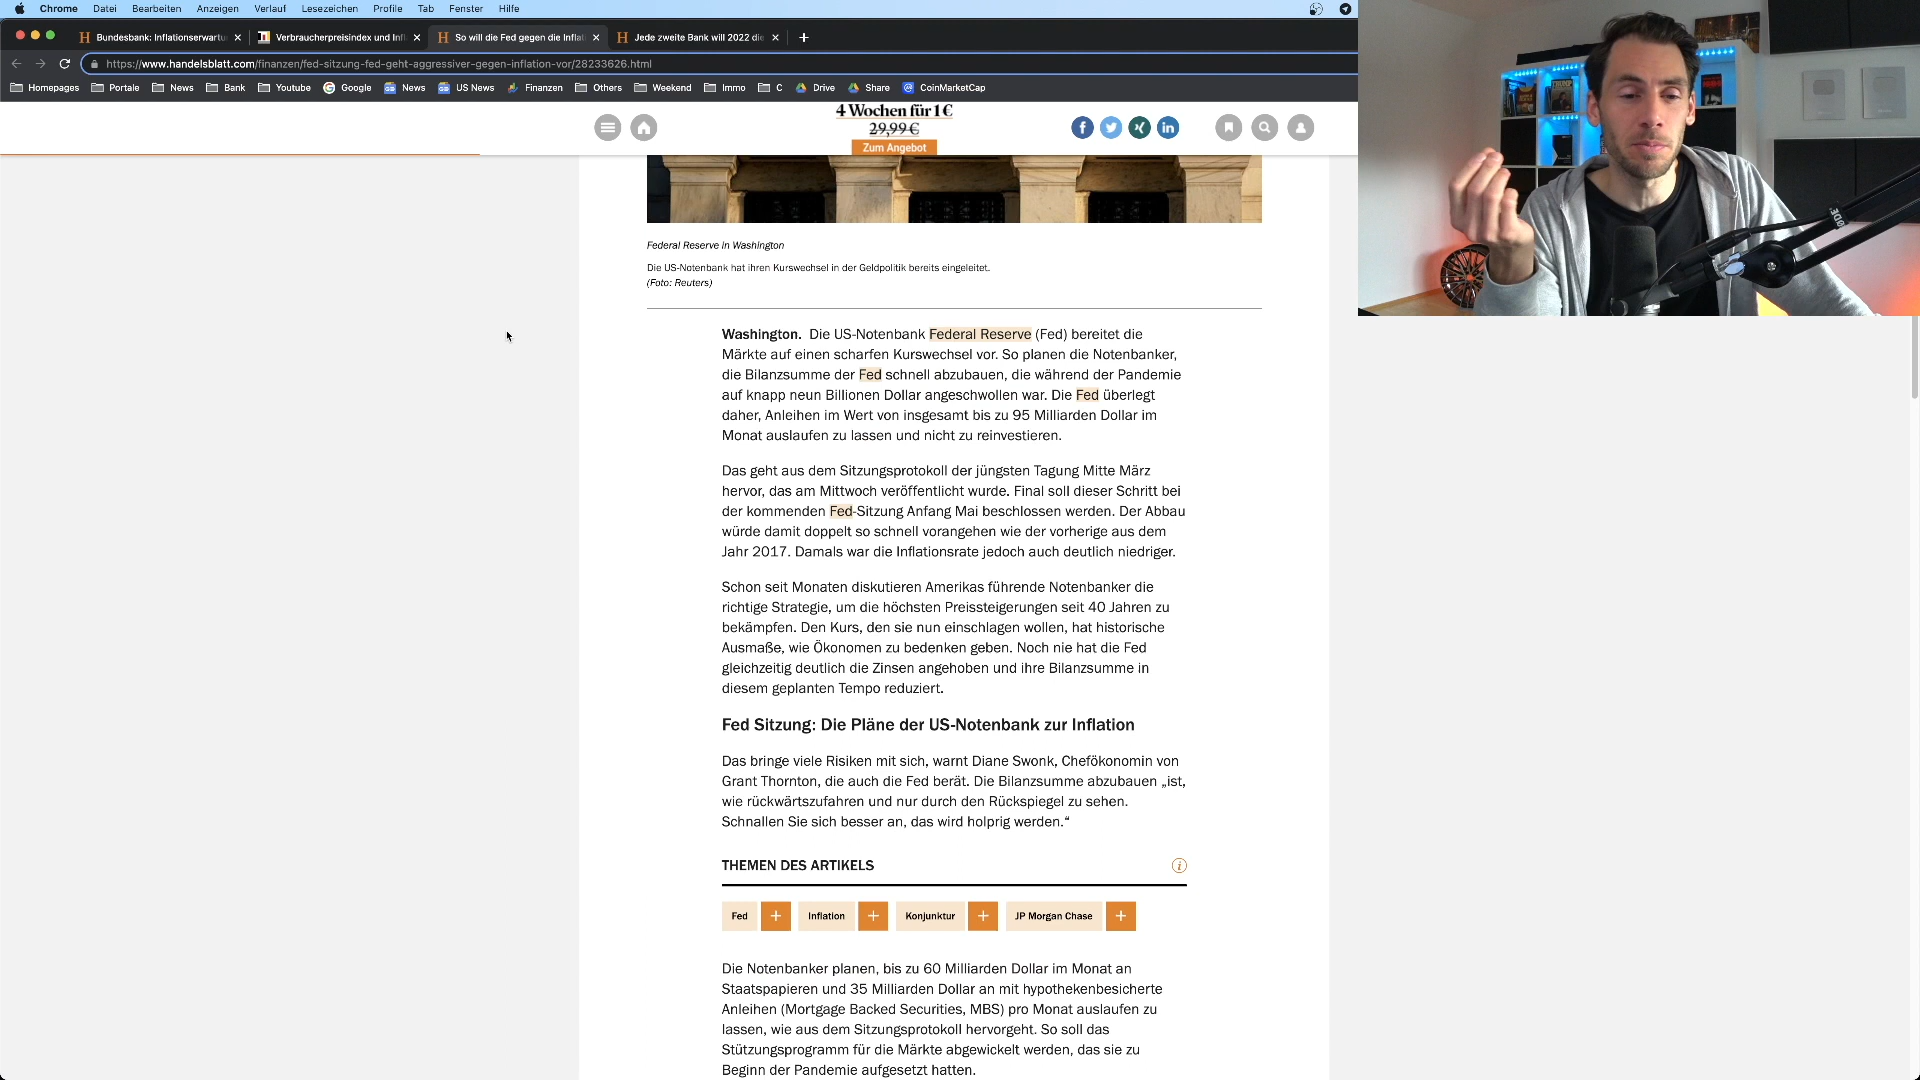 Chrome Datei Bearbeiten Anzeigen Verlauf Lesezeichen Profile Tab Fenster Hilfe
Bundesbank: Inflationserwartu Verbraucherpreisindex und Infl So will die Fed gegen die Inflat Jede zweite Bank will 2022 die
https://www.handelsblatt.com/finanzen/fed-sitzung-fed-geht-aggressiver-gegen-inflation-vor/28233626.html
Homepages Portale News Bank Youtube Google News US News Finanzen Others Weekend Immo C Drive Share CoinMarketCap
4 Wochen für 1 €
29,99 €
Zum Angebot
Federal Reserve in Washington
Die US-Notenbank hat ihren Kurswechsel in der Geldpolitik bereits eingeleitet.
(Foto: Reuters)
Washington. Die US-Notenbank Federal Reserve (Fed) bereitet die
Märkte auf einen scharfen Kurswechsel vor. So planen die Notenbanker,
die Bilanzsumme der Fed schnell abzubauen, die während der Pandemie
auf knapp neun Billionen Dollar angeschwollen war. Die Fed überlegt
daher, Anleihen im Wert von insgesamt bis zu 95 Milliarden Dollar im
Monat auslaufen zu lassen und nicht zu reinvestieren.
Das geht aus dem Sitzungsprotokoll der jüngsten Tagung Mitte März
hervor, das am Mittwoch veröffentlicht wurde. Final soll dieser Schritt bei
der kommenden Fed-Sitzung Anfang Mai beschlossen werden. Der Abbau
würde damit doppelt so schnell vorangehen wie der vorherige aus dem
Jahr 2017. Damals war die Inflationsrate jedoch auch deutlich niedriger.
Schon seit Monaten diskutieren Amerikas führende Notenbanker die
richtige Strategie, um die höchsten Preissteigerungen seit 40 Jahren zu
bekämpfen. Den Kurs, den sie nun einschlagen wollen, hat historische
Ausmaße, wie Ökonomen zu bedenken geben. Noch nie hat die Fed
gleichzeitig deutlich die Zinsen angehoben und ihre Bilanzsumme in
diesem geplanten Tempo reduziert.
Fed Sitzung: Die Pläne der US-Notenbank zur Inflation
Das bringe viele Risiken mit sich, warnt Diane Swonk, Chefökonomin von
Grant Thornton, die auch die Fed berät. Die Bilanzsumme abzubauen „ist,
wie rückwärtszufahren und nur durch den Rückspiegel zu sehen.
Schnallen Sie sich besser an, das wird holprig werden.“
THEMEN DES ARTIKELS
Fed + Inflation + Konjunktur + JP Morgan Chase +
Die Notenbanker planen, bis zu 60 Milliarden Dollar im Monat an
Staatspapieren und 35 Milliarden Dollar an mit hypothekenbesicherte
Anleihen (Mortgage Backed Securities, MBS) pro Monat auslaufen zu
lassen, wie aus dem Sitzungsprotokoll hervorgeht. So soll das
Stützungsprogramm für die Märkte abgewickelt werden, das sie zu
Beginn der Pandemie aufgesetzt hatten.